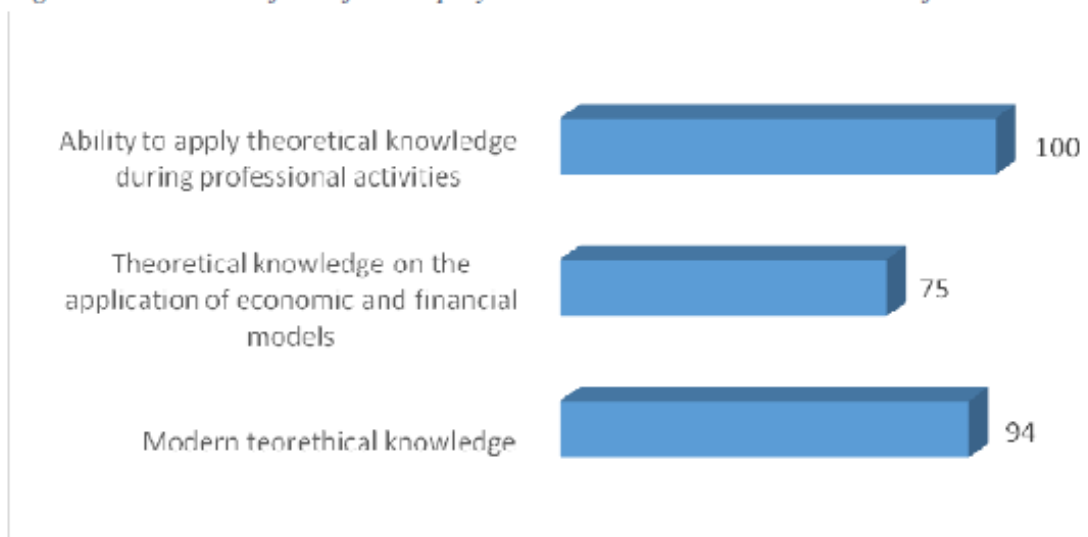 Ability to apply theoretical knowledge
during professional activities
100
Theoretical knowledge on the
application of economic and financial
models
75
Modern teorethical knowledge
94